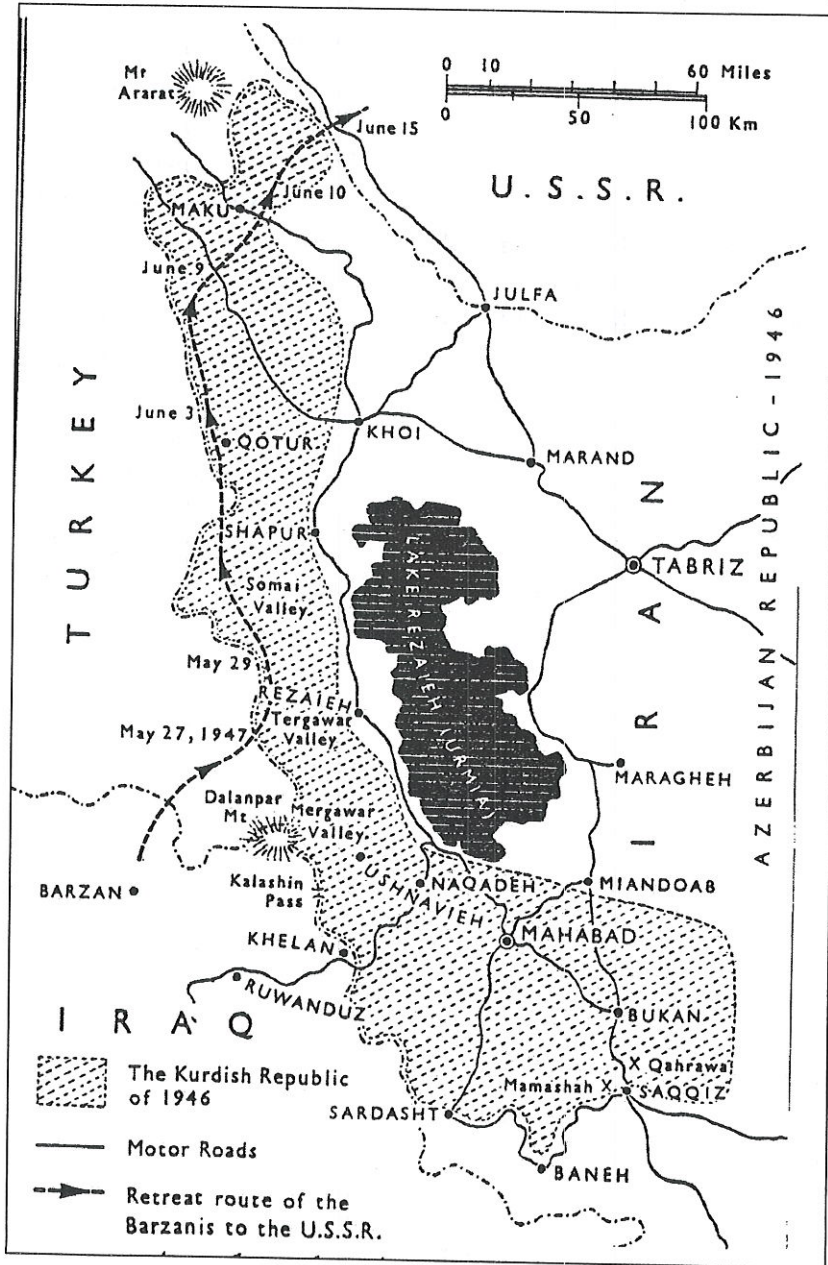 Mt
Ararat
0 10 60 Miles
0 50 100 Km
June 15
U.S.S.R.
June 10
MAKU
June 9
JULFA
TURKEY
June 3
QOTUR
KHOI
MARAND
SHAPUR
TABRIZ
LAKE REZAIEH (URMIA)
Somai
Valley
May 29
REZAIEH
Tergawar
Valley
May 27, 1947
IRAN
AZERBIJAN REPUBLIC - 1946
MARAGHEH
Dalanpar
Mt
Mergawar
Valley
BARZAN
Kalashin
Pass
USHNAVIEH
NAQADEH
MIANDOAB
MAHABAD
KHELAN
RUWANDUZ
BUKAN
IRAQ
X Qahrawa
Mamashah X
SAQQIZ
The Kurdish Republic
of 1946
SARDASHT
Motor Roads
BANEH
Retreat route of the
Barzanis to the U.S.S.R.